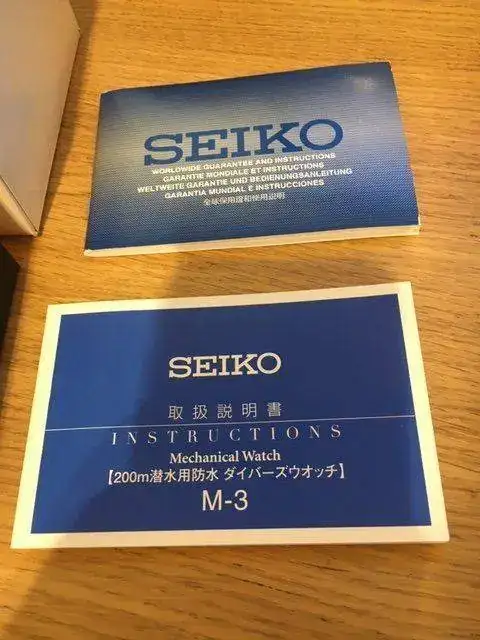 SEIKO
WORLDWIDE GUARANTEE AND INSTRUCTIONS
GARANTIE MONDIALE ET INSTRUCTIONS
WELTWEITE GARANTIE UND BEDIENUNGSANLEITUNG
GARANTIA MUNDIAL E INSTRUCCIONES
全球保用證和使用說明
SEIKO
取扱説明書
INSTRUCTIONS
Mechanical Watch
【200m潜水用防水 ダイバーズウオッチ】
M-3